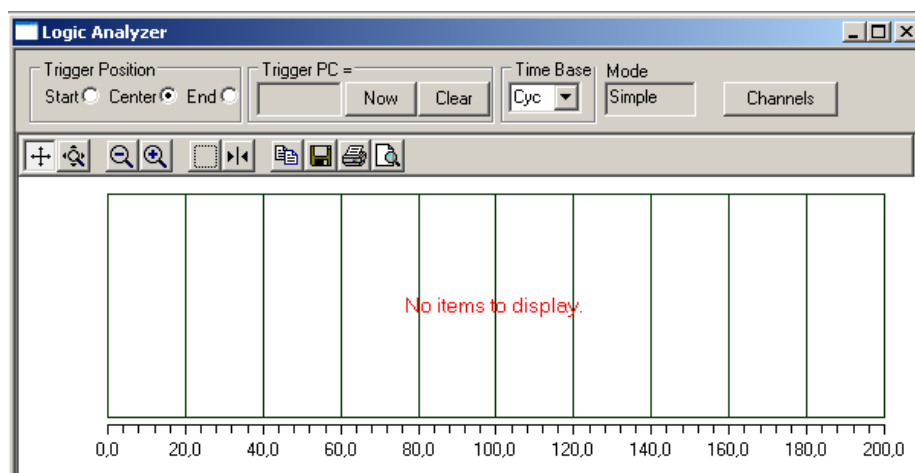 Logic Analyzer
Trigger Position Trigger PC = Time Base Mode
Start Center End Now Clear Cyc Simple Channels
No items to display.
0,0 20,0 40,0 60,0 80,0 100,0 120,0 140,0 160,0 180,0 200,0